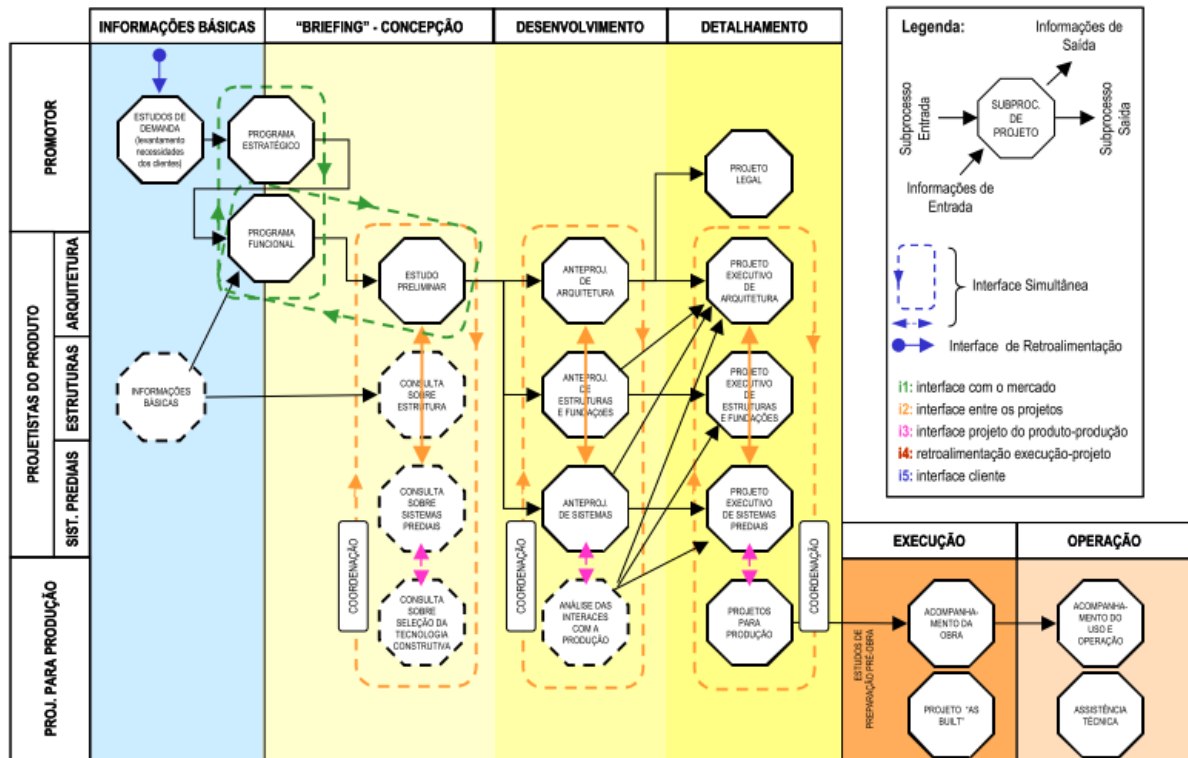 INFORMAÇÕES BÁSICAS
“BRIEFING” - CONCEPÇÃO
DESENVOLVIMENTO
DETALHAMENTO
PROMOTOR
PROJETISTAS DO PRODUTO
ARQUITETURA
ESTRUTURAS
SIST. PREDIAIS
PROJ. PARA PRODUÇÃO
ESTUDOS DE
DEMANDA
(levantamento
necessidades
dos clientes)
PROGRAMA
ESTRATÉGICO
PROGRAMA
FUNCIONAL
INFORMAÇÕES
BÁSICAS
ESTUDO
PRELIMINAR
CONSULTA
SOBRE
ESTRUTURA
CONSULTA
SOBRE
SISTEMAS
PREDIAIS
CONSULTA
SOBRE
SELEÇÃO DA
TECNOLOGIA
CONSTRUTIVA
COORDENAÇÃO
ANTEPROJ.
DE
ARQUITETURA
ANTEPROJ.
DE
ESTRUTURAS
E FUNDAÇÕES
ANTEPROJ.
DE SISTEMAS
ANÁLISE DAS
INTERACES
COM A
PRODUÇÃO
COORDENAÇÃO
PROJETO
LEGAL
PROJETO
EXECUTIVO
DE
ARQUITETURA
PROJETO
EXECUTIVO
DE
ESTRUTURAS
E FUNDAÇÕES
PROJETO
EXECUTIVO
DE SISTEMAS
PREDIAIS
PROJETOS
PARA
PRODUÇÃO
COORDENAÇÃO
EXECUÇÃO
OPERAÇÃO
ESTUDOS DE
PREPARAÇÃO PRÉ-OBRA
ACOMPANHA-
MENTO DA
OBRA
PROJETO "AS
BUILT"
ACOMPANHA-
MENTO DO
USO E
OPERAÇÃO
ASSISTÊNCIA
TÉCNICA
Legenda:
Informações de
Saída
Subprocesso
Entrada
SUBPROC.
DE
PROJETO
Subprocesso
Saída
Informações de
Entrada
Interface Simultânea
Interface de Retroalimentação
i1: interface com o mercado
i2: interface entre os projetos
i3: interface projeto do produto-produção
i4: retroalimentação execução-projeto
i5: interface cliente